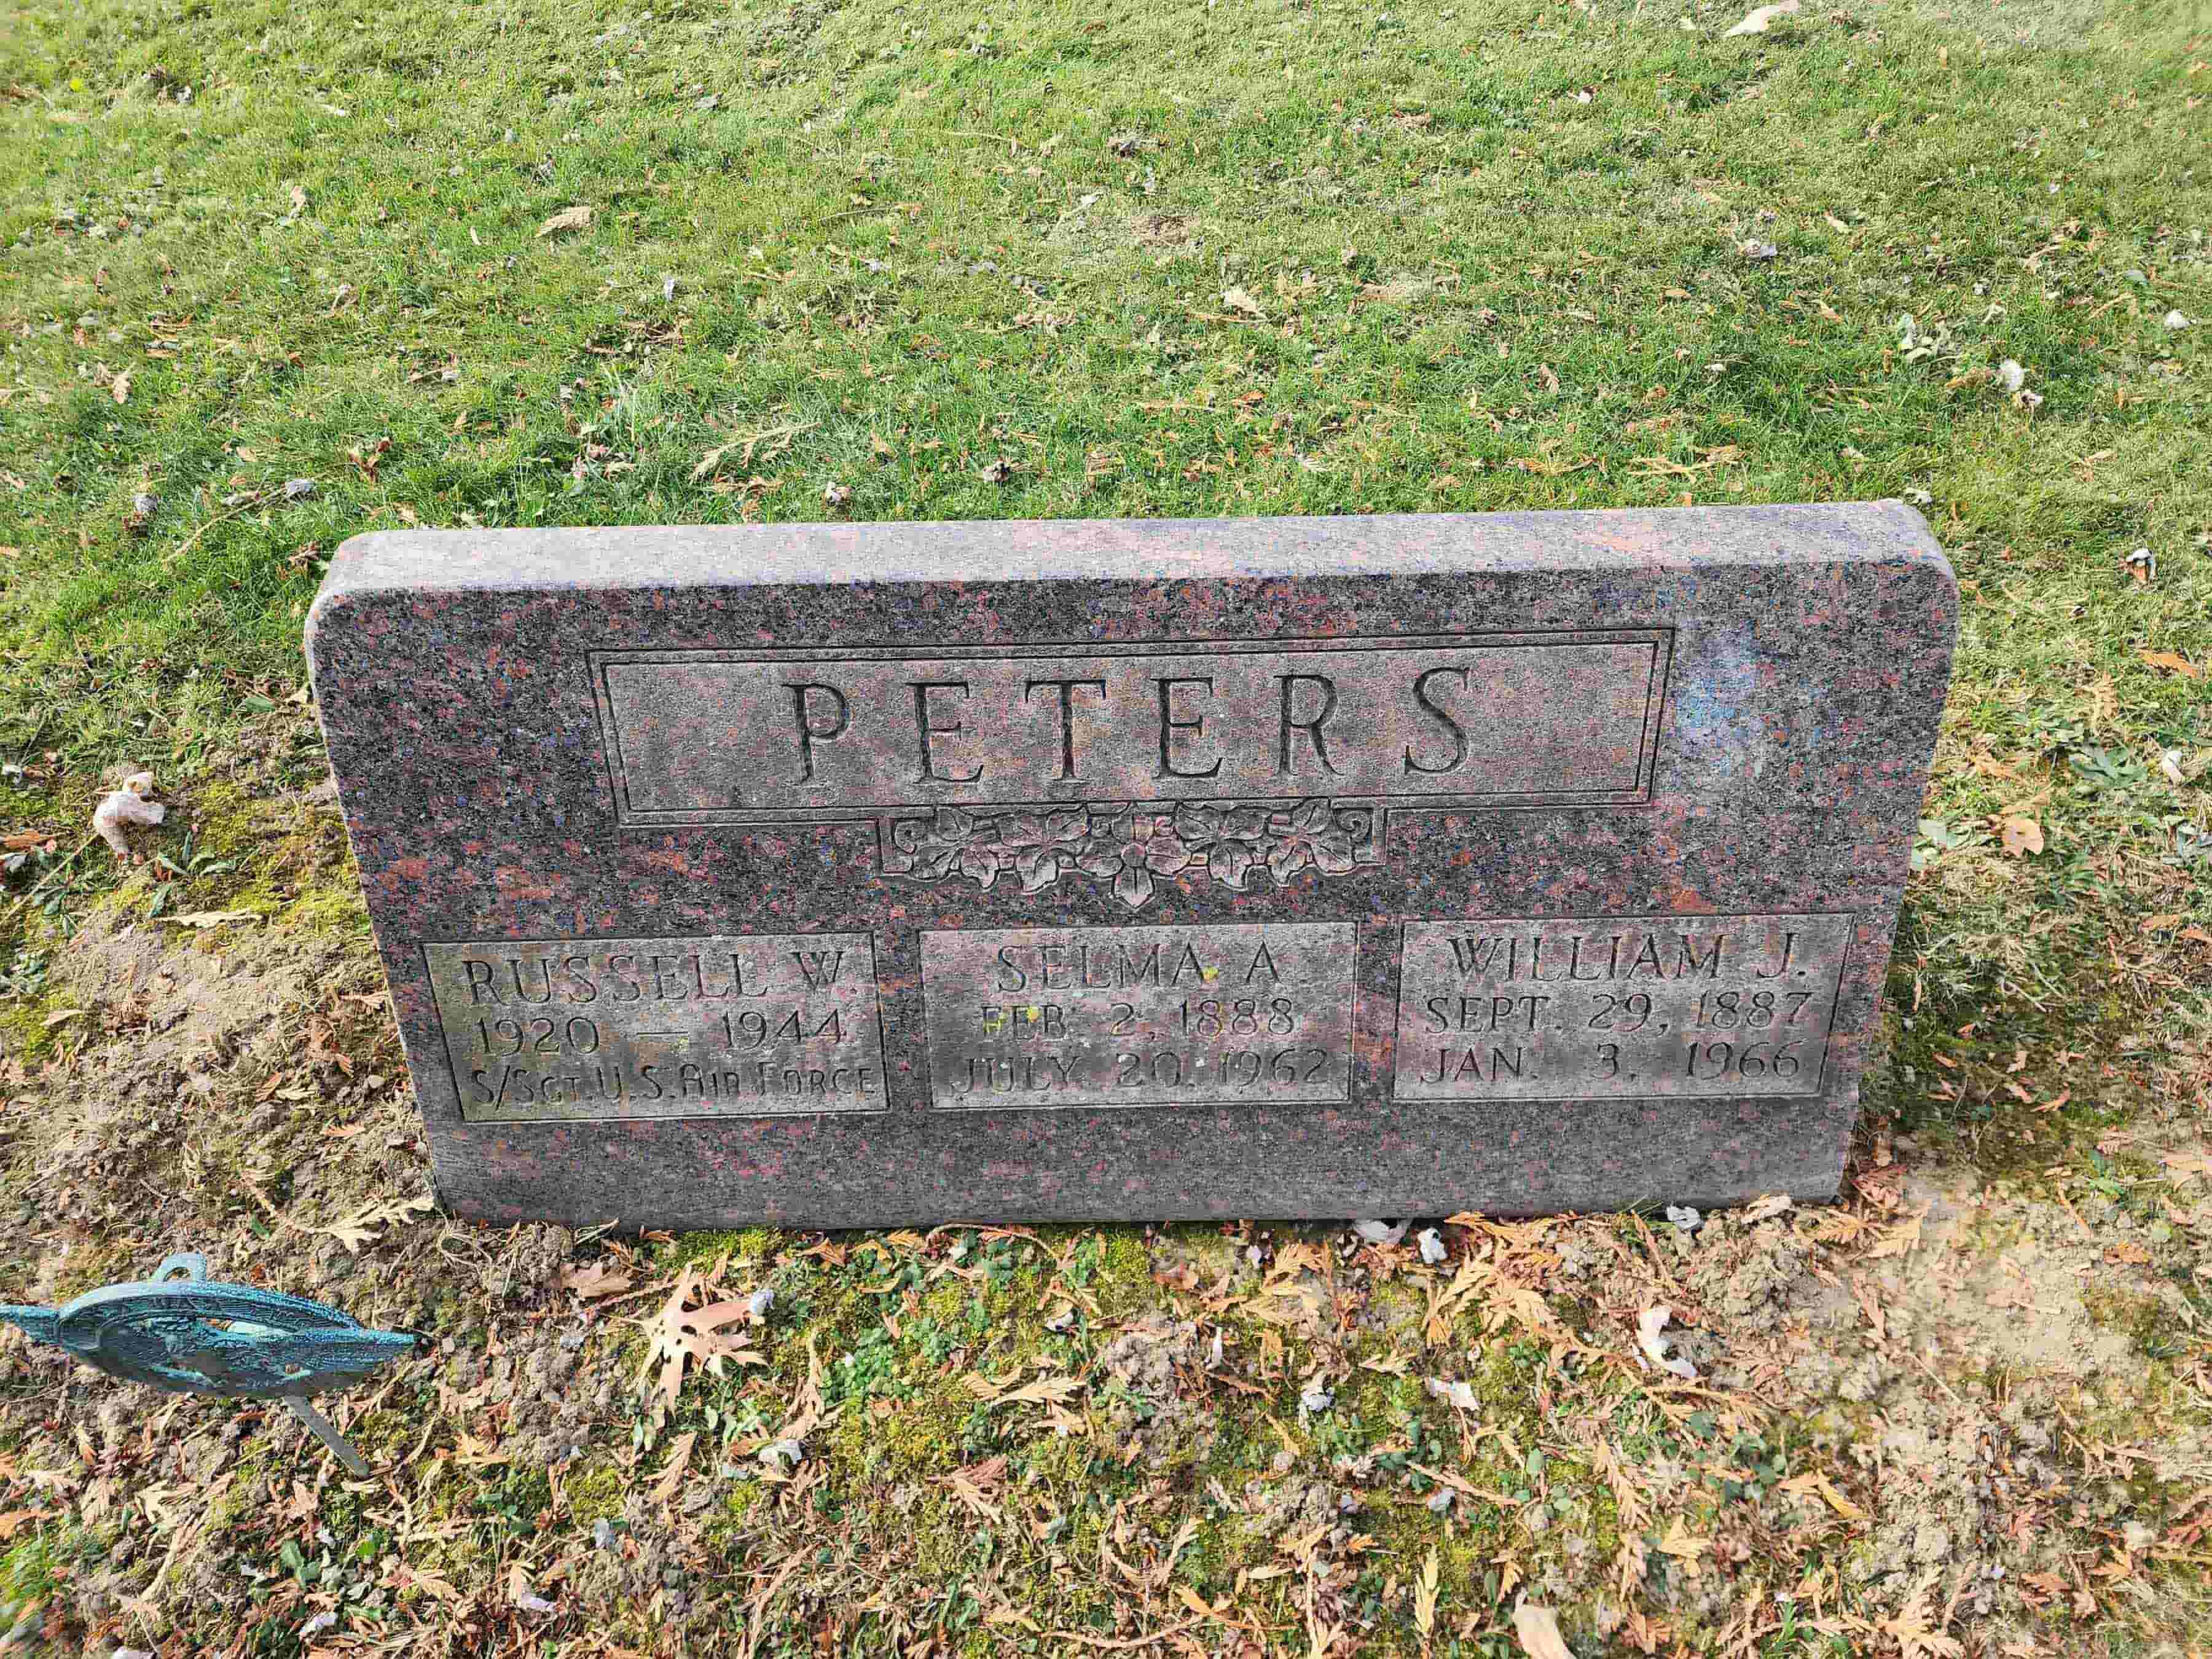 PETERS
RUSSELL W.
1920 — 1944
S/SGT. U.S. AIR FORCE
SELMA A.
FEB. 2, 1888
JULY 20, 1962
WILLIAM J.
SEPT. 29, 1887
JAN. 3, 1966